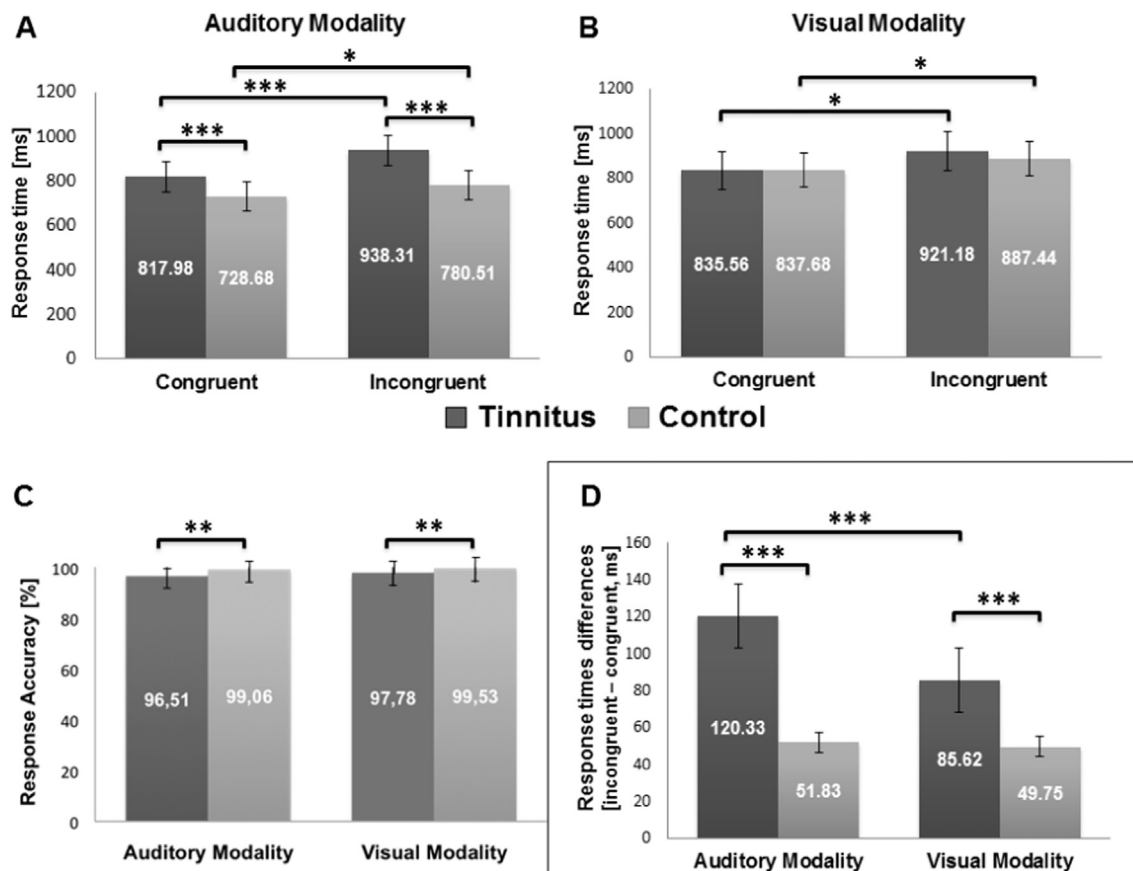 A
Auditory Modality
Response time [ms]
1200
1000
800
600
400
200
0
*
***
***
***
817.98
728.68
938.31
780.51
Congruent
Incongruent
B
Visual Modality
Response time [ms]
1200
1000
800
600
400
200
0
*
*
835.56
837.68
921.18
887.44
Congruent
Incongruent
Tinnitus
Control
C
Response Accuracy [%]
100
80
60
40
20
0
**
**
96,51
99,06
97,78
99,53
Auditory Modality
Visual Modality
D
Response times differences
[incongruent – congruent, ms]
160
140
120
100
80
60
40
20
0
***
***
***
120.33
51.83
85.62
49.75
Auditory Modality
Visual Modality